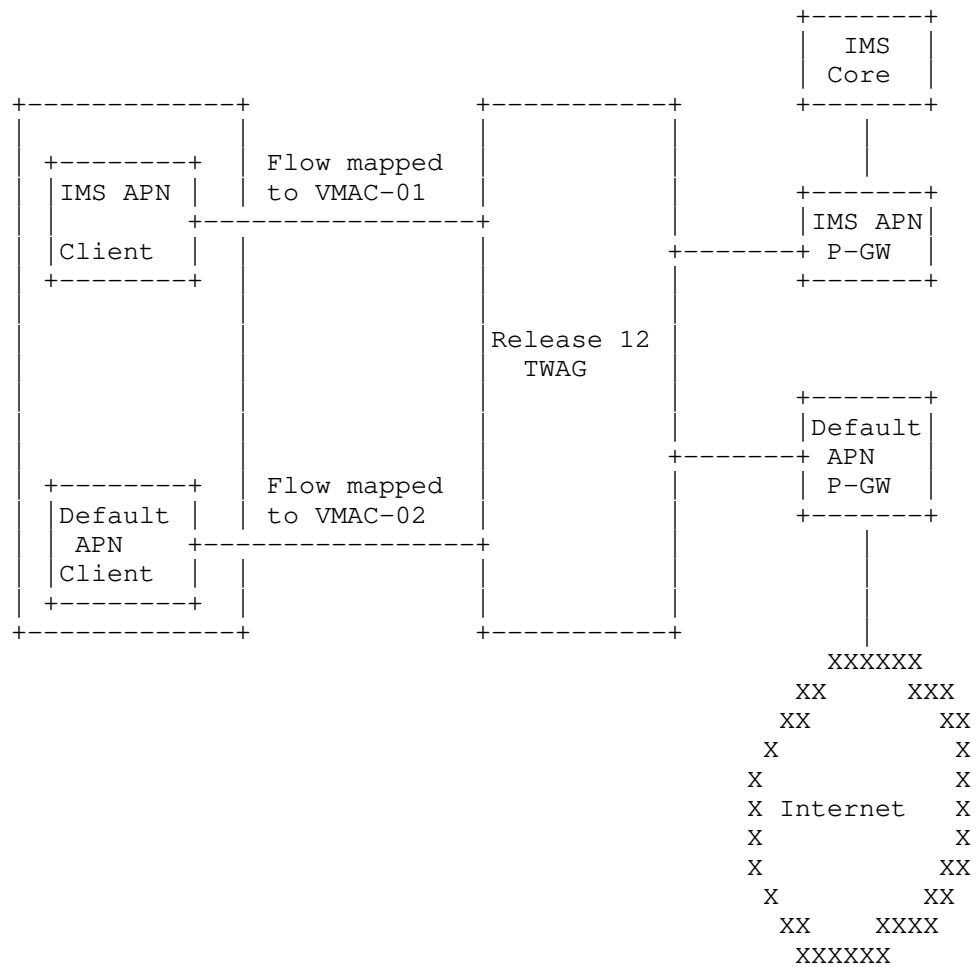 IMS
Core
Flow mapped
to VMAC-01
IMS APN
Client
IMS APN
P-GW
Release 12
TWAG
Default
APN
P-GW
Flow mapped
to VMAC-02
Default
APN
Client
Internet